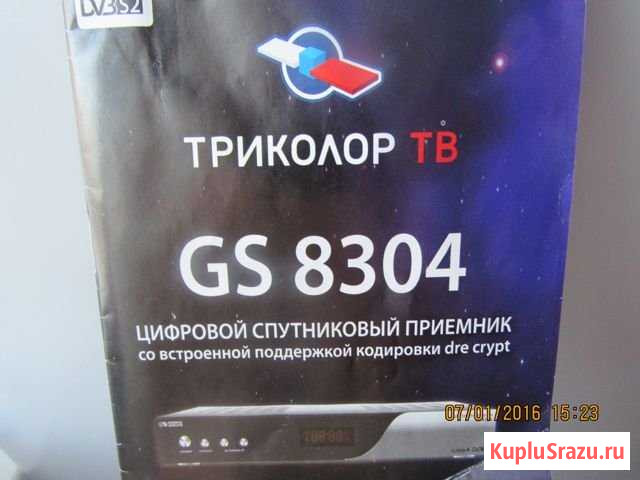 DVB S2
ТРИКОЛОР ТВ
GS 8304
ЦИФРОВОЙ СПУТНИКОВЫЙ ПРИЕМНИК
со встроенной поддержкой кодировки dre crypt
07/01/2016 15:23
KupluSrazu.ru